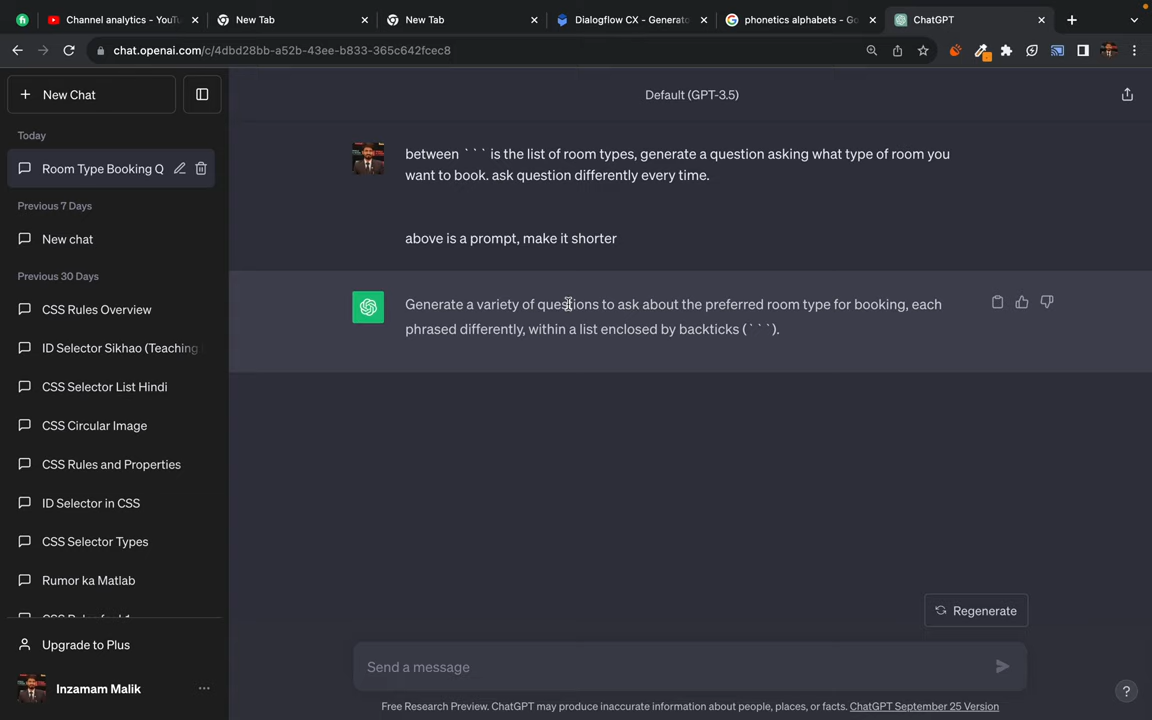 Channel analytics - YouTu
New Tab
New Tab
Dialogflow CX - Generato
phonetics alphabets - Go
ChatGPT
chat.openai.com/c/4dbd28bb-a52b-43ee-b833-365c642fcec8
New Chat
Default (GPT-3.5)
Today
Room Type Booking Q
Previous 7 Days
New chat
Previous 30 Days
CSS Rules Overview
ID Selector Sikhao (Teaching
CSS Selector List Hindi
CSS Circular Image
CSS Rules and Properties
ID Selector in CSS
CSS Selector Types
Rumor ka Matlab
Upgrade to Plus
Inzamam Malik
between ``` is the list of room types, generate a question asking what type of room you
want to book. ask question differently every time.
above is a prompt, make it shorter
Generate a variety of questions to ask about the preferred room type for booking, each
phrased differently, within a list enclosed by backticks (```).
Regenerate
Send a message
Free Research Preview. ChatGPT may produce inaccurate information about people, places, or facts. ChatGPT September 25 Version
?